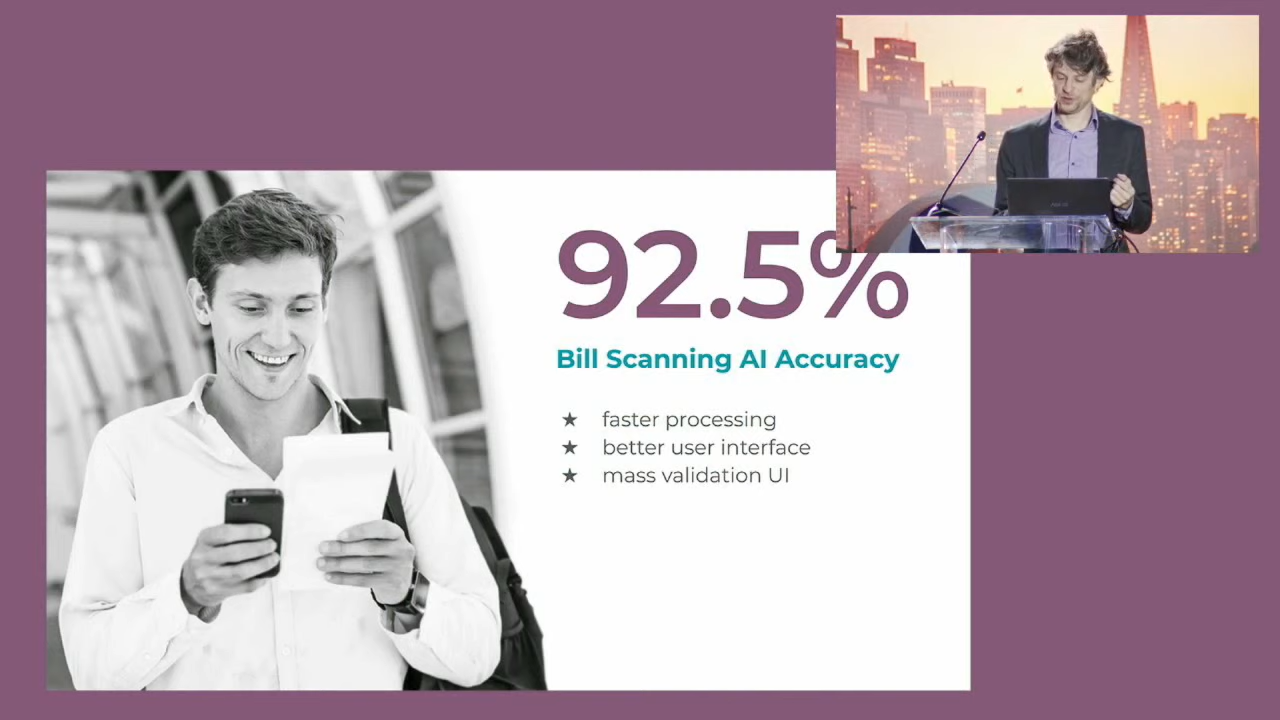 92.5%
Bill Scanning AI Accuracy
★ faster processing
★ better user interface
★ mass validation UI